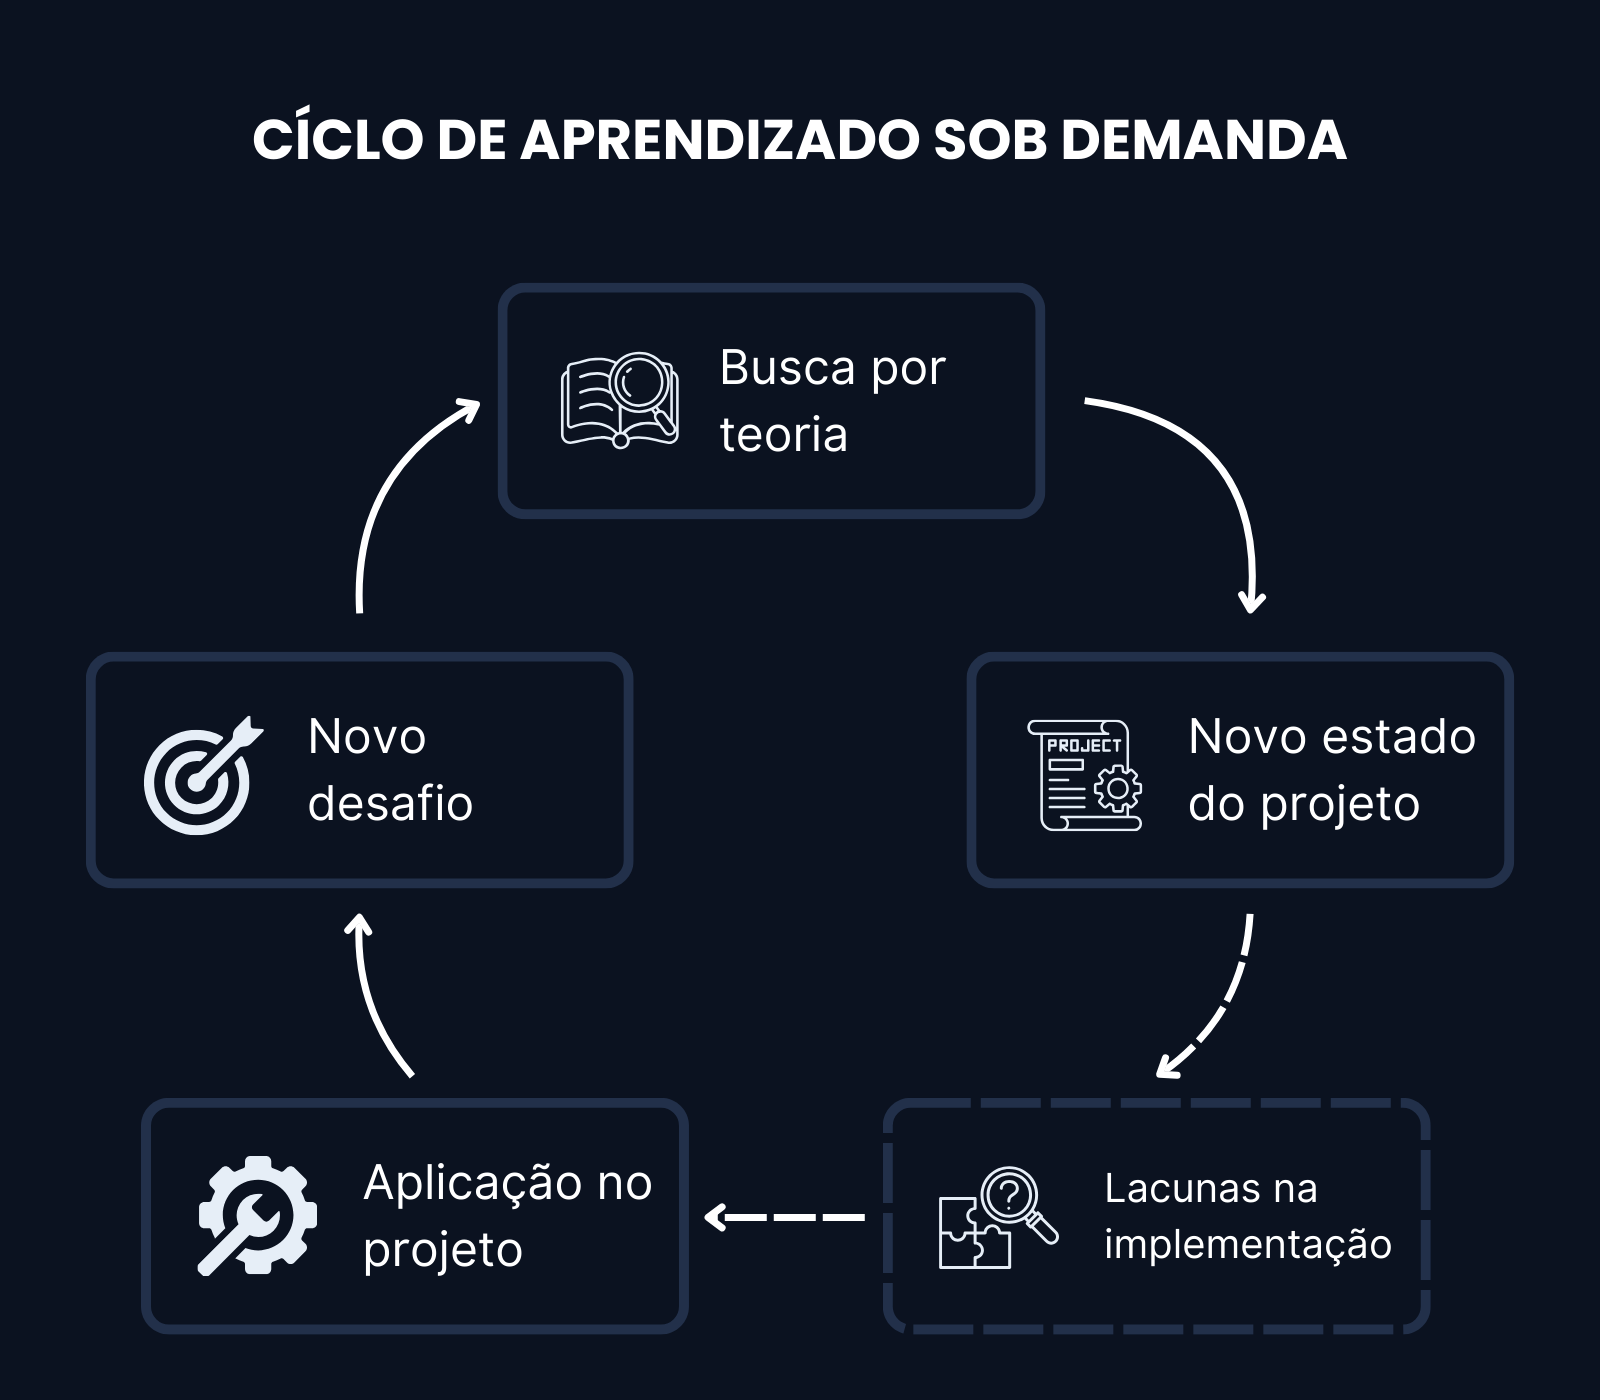 CÍCLO DE APRENDIZADO SOB DEMANDA
Busca por
teoria
Novo
desafio
PROJECT
Novo estado
do projeto
Aplicação no
projeto
?
Lacunas na
implementação